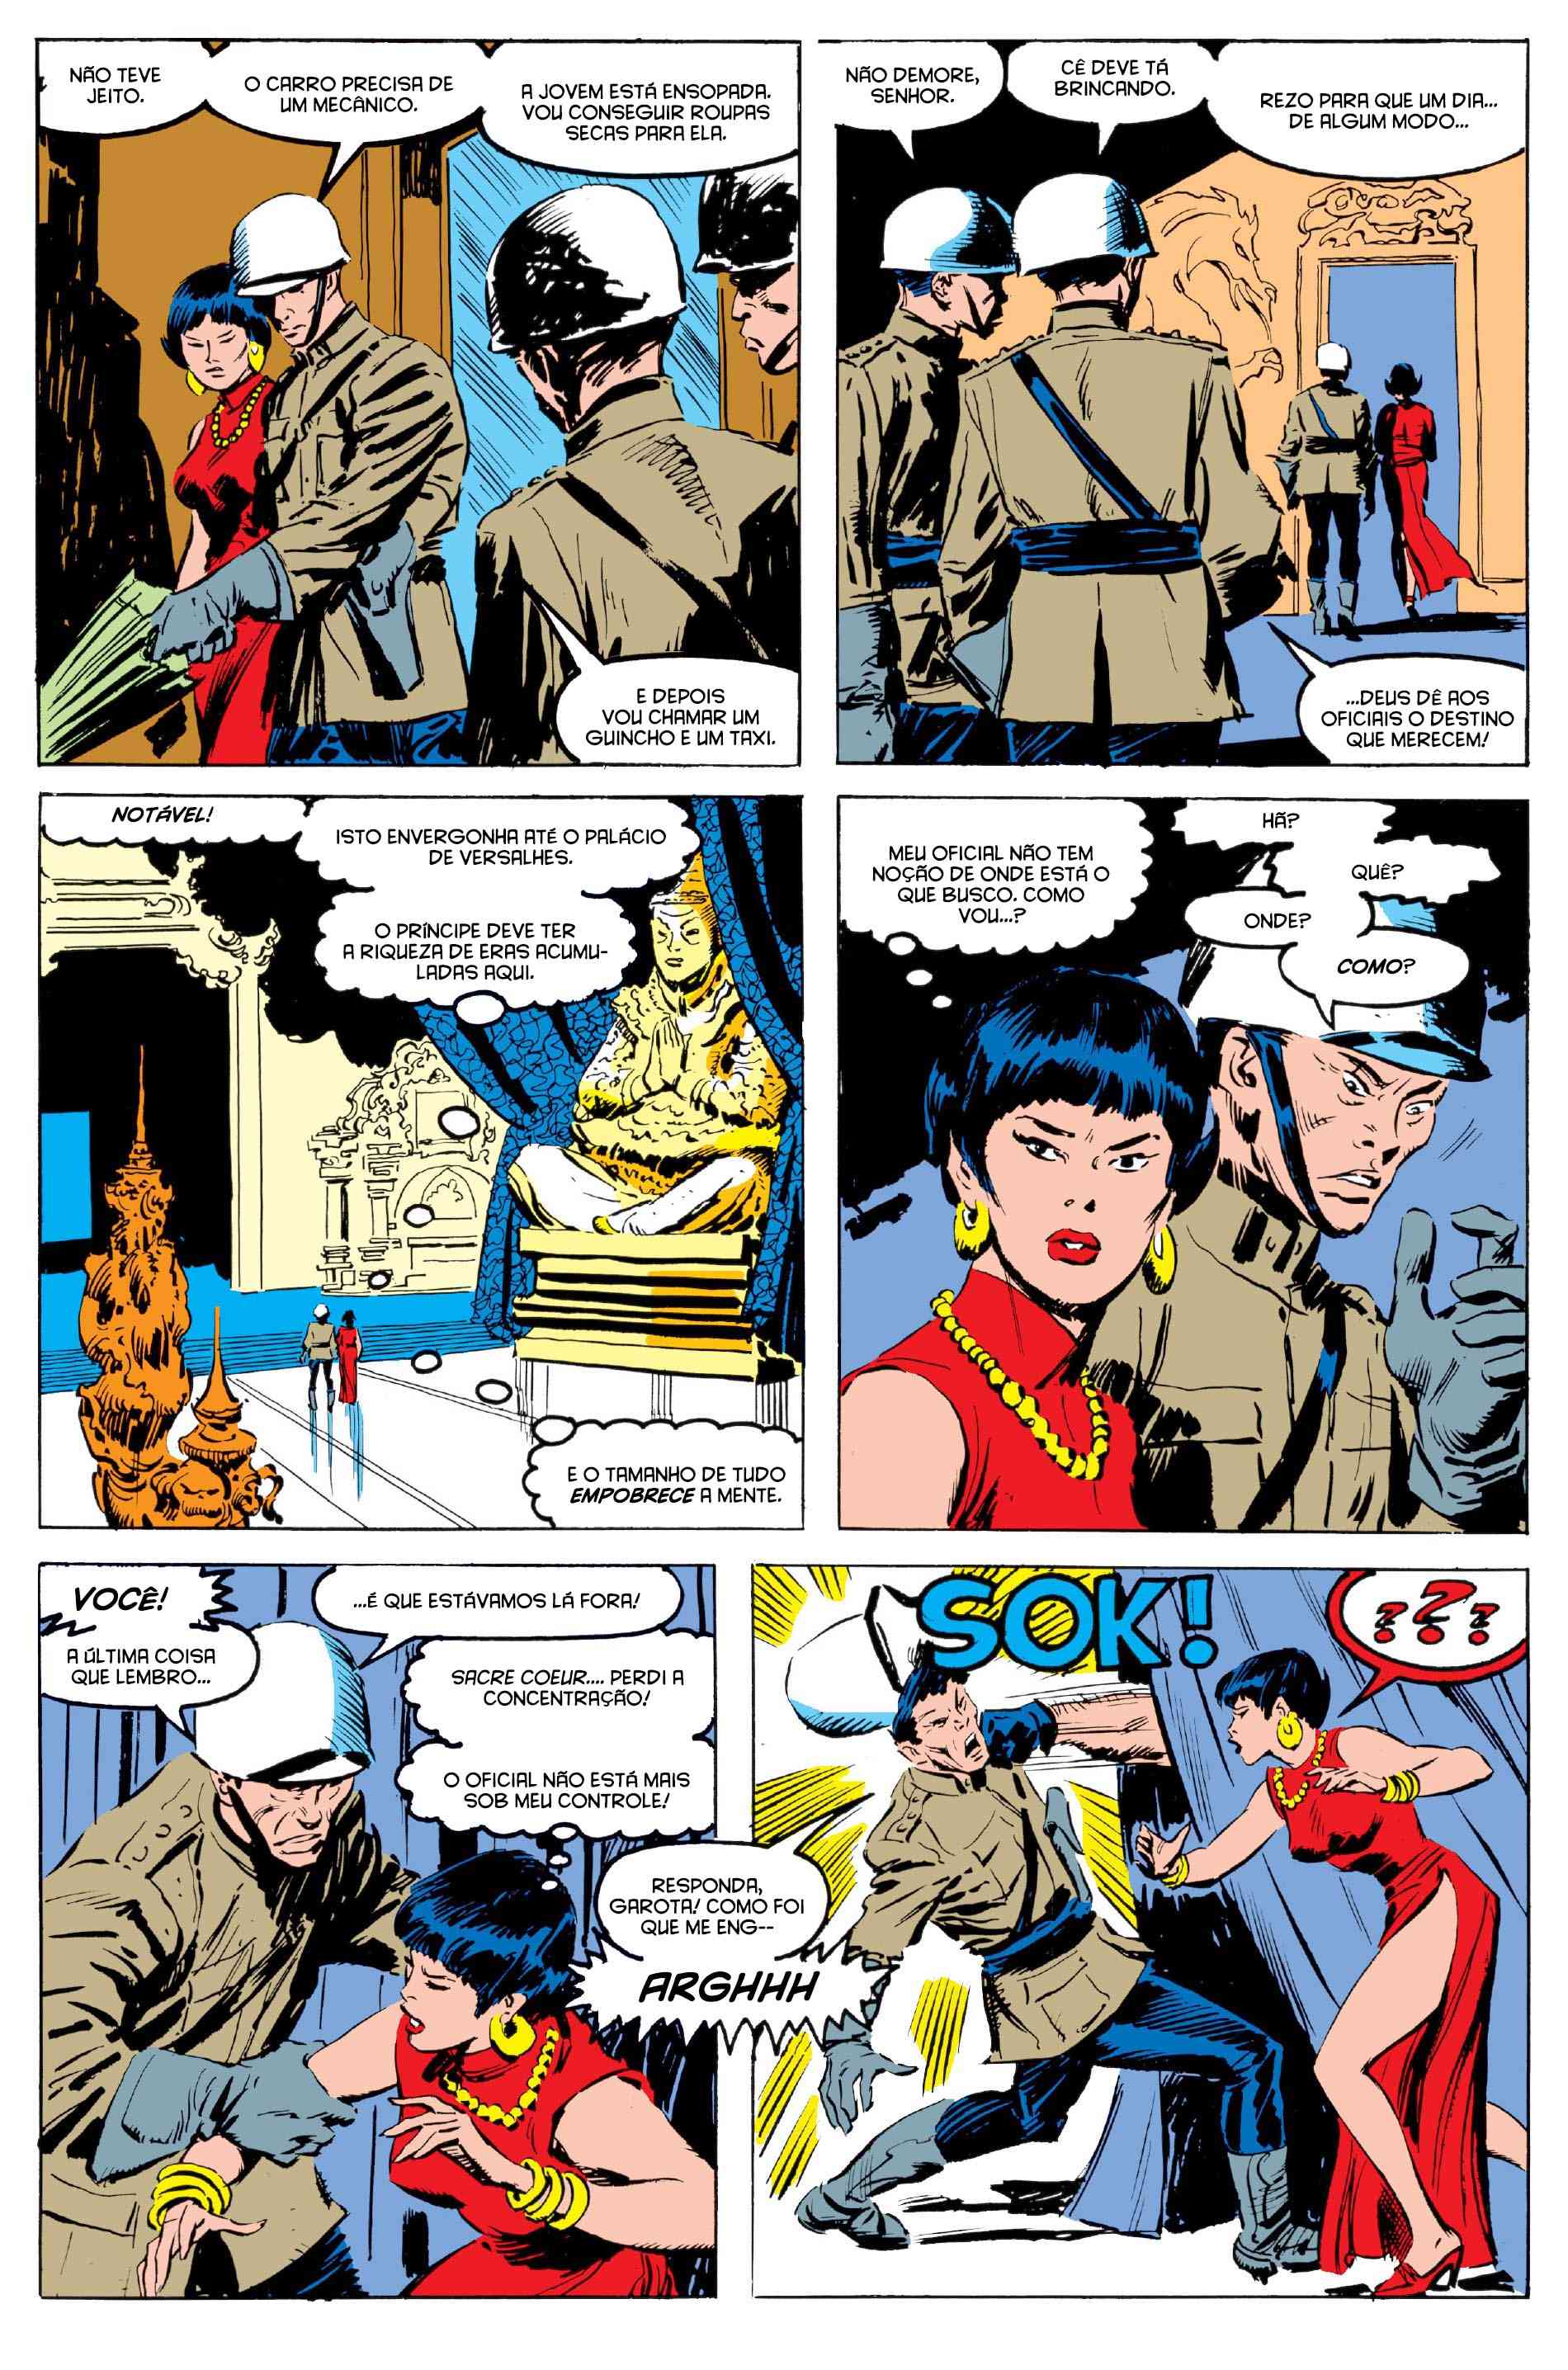 NÃO TEVE
JEITO.
O CARRO PRECISA DE
UM MECÂNICO.
A JOVEM ESTÁ ENSOPADA.
VOU CONSEGUIR ROUPAS
SECAS PARA ELA.
E DEPOIS
VOU CHAMAR UM
GUINCHO E UM TAXI.
NÃO DEMORE,
SENHOR.
CÊ DEVE TÁ
BRINCANDO.
REZO PARA QUE UM DIA...
DE ALGUM MODO...
...DEUS DÊ AOS
OFICIAIS O DESTINO
QUE MERECEM!
NOTÁVEL!
ISTO ENVERGONHA ATÉ O PALÁCIO
DE VERSALHES.
O PRÍNCIPE DEVE TER
A RIQUEZA DE ERAS ACUMU-
LADAS AQUI.
E O TAMANHO DE TUDO
EMPOBRECE A MENTE.
MEU OFICIAL NÃO TEM
NOÇÃO DE ONDE ESTÁ O
QUE BUSCO. COMO
VOU...?
HÃ?
QUÊ?
ONDE?
COMO?
VOCÊ!
A ÚLTIMA COISA
QUE LEMBRO...
...É QUE ESTÁVAMOS LÁ FORA!
SACRE COEUR.... PERDI A
CONCENTRAÇÃO!
O OFICIAL NÃO ESTÁ MAIS
SOB MEU CONTROLE!
RESPONDA,
GAROTA! COMO FOI
QUE ME ENG--
ARGHHH
SOK!
???